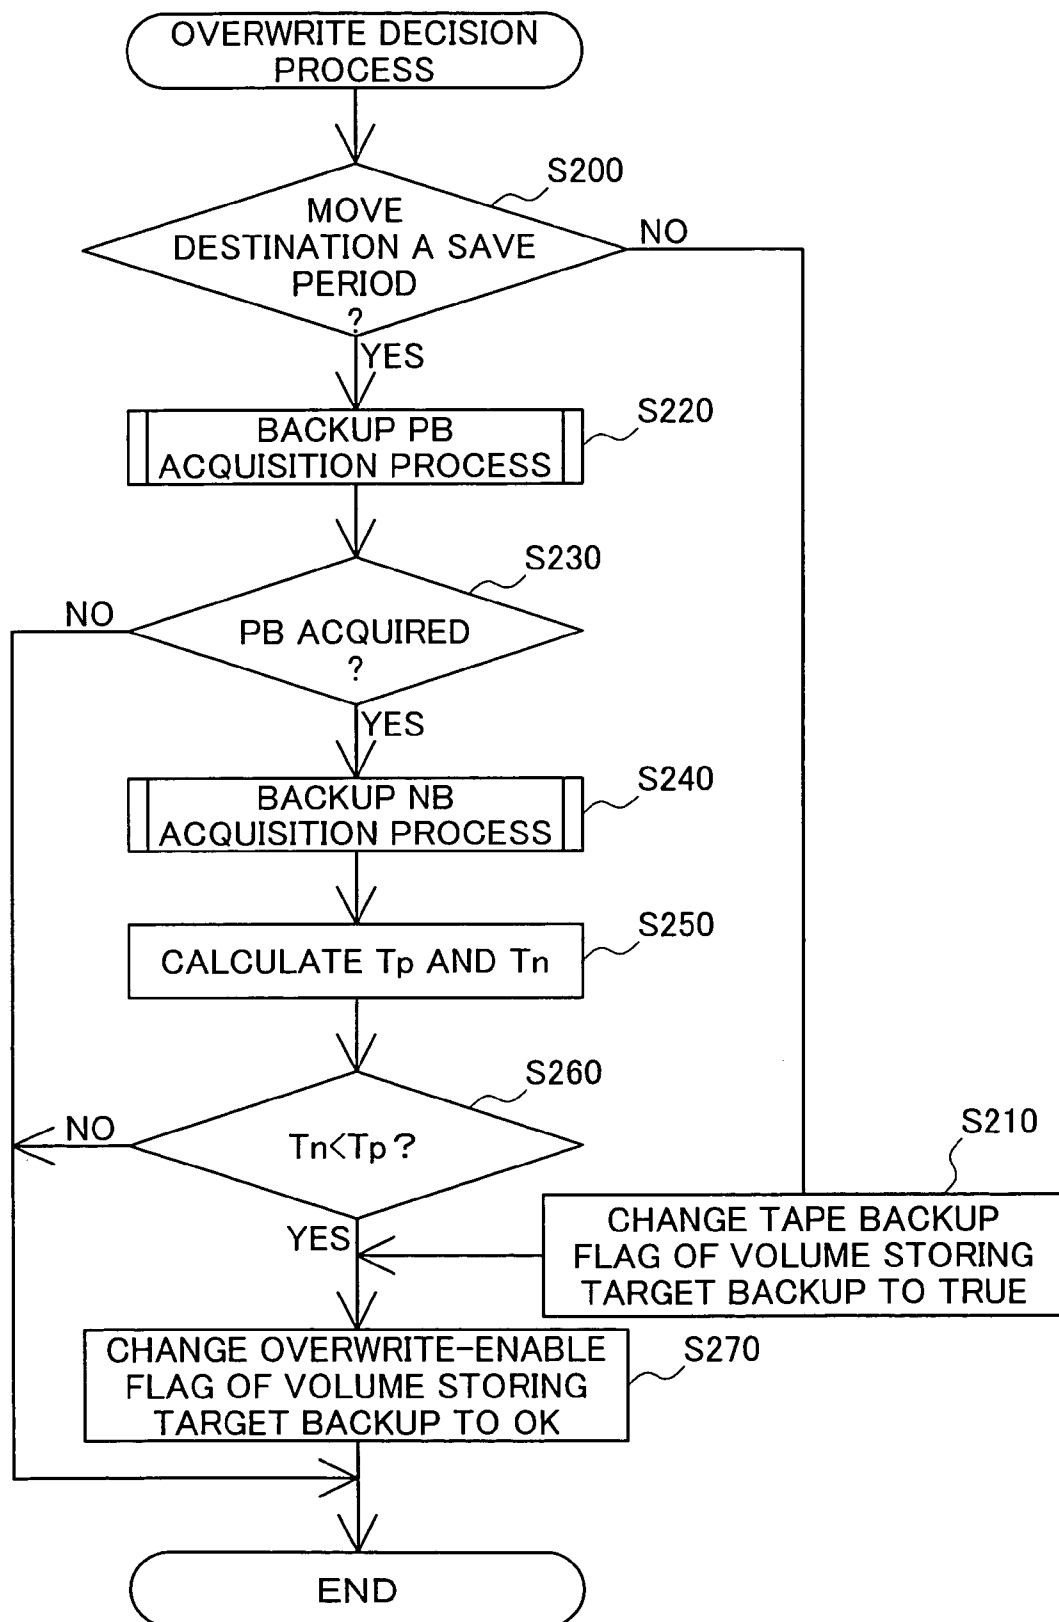 OVERWRITE DECISION
PROCESS
S200
MOVE
DESTINATION A SAVE
PERIOD
?
NO
YES
S220
BACKUP PB
ACQUISITION PROCESS
S230
NO
PB ACQUIRED
?
YES
S240
BACKUP NB
ACQUISITION PROCESS
S250
CALCULATE Tp AND Tn
S260
NO
Tn<Tp?
S210
YES
CHANGE TAPE BACKUP
FLAG OF VOLUME STORING
TARGET BACKUP TO TRUE
S270
CHANGE OVERWRITE-ENABLE
FLAG OF VOLUME STORING
TARGET BACKUP TO OK
END